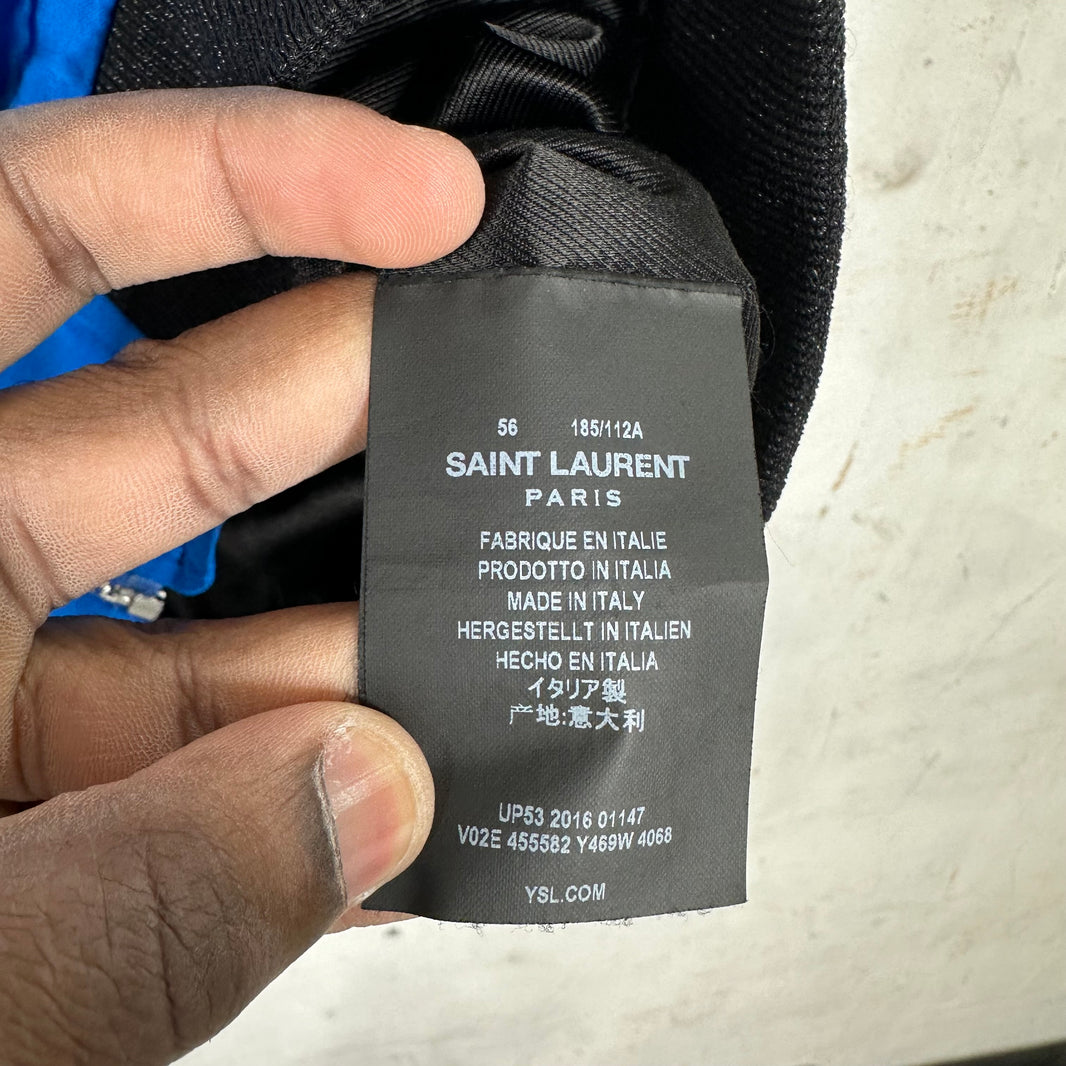 56 185/112A
SAINT LAURENT
PARIS
FABRIQUE EN ITALIE
PRODOTTO IN ITALIA
MADE IN ITALY
HERGESTELLT IN ITALIEN
HECHO EN ITALIA
イタリア製
产地:意大利
UP53 2016 01147
V02E 455582 Y469W 4068
YSL.COM